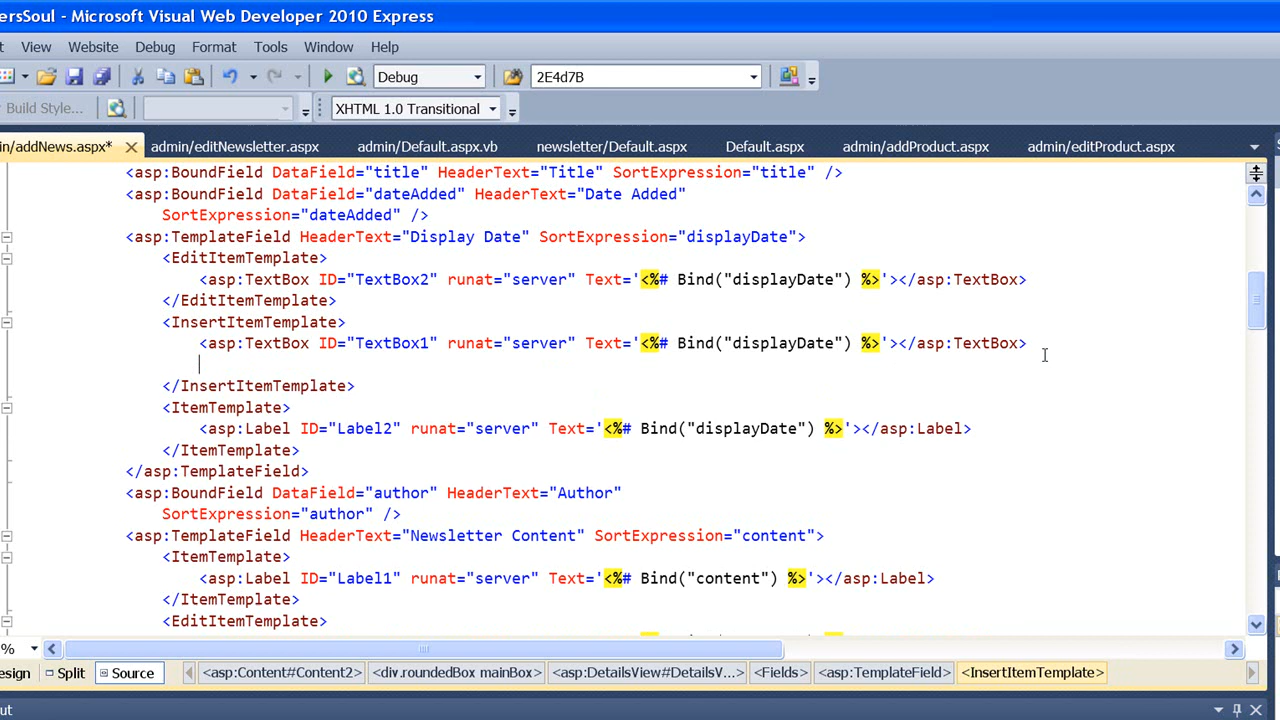 ersSoul - Microsoft Visual Web Developer 2010 Express
t View Website Debug Format Tools Window Help
Debug 2E4d7B
Build Style... XHTML 1.0 Transitional
in/addNews.aspx* admin/editNewsletter.aspx admin/Default.aspx.vb newsletter/Default.aspx Default.aspx admin/addProduct.aspx admin/editProduct.aspx
<asp:BoundField DataField="title" HeaderText="Title" SortExpression="title" />
<asp:BoundField DataField="dateAdded" HeaderText="Date Added"
SortExpression="dateAdded" />
<asp:TemplateField HeaderText="Display Date" SortExpression="displayDate">
<EditItemTemplate>
<asp:TextBox ID="TextBox2" runat="server" Text='<%# Bind("displayDate") %>'></asp:TextBox>
</EditItemTemplate>
<InsertItemTemplate>
<asp:TextBox ID="TextBox1" runat="server" Text='<%# Bind("displayDate") %>'></asp:TextBox>
</InsertItemTemplate>
<ItemTemplate>
<asp:Label ID="Label2" runat="server" Text='<%# Bind("displayDate") %>'></asp:Label>
</ItemTemplate>
</asp:TemplateField>
<asp:BoundField DataField="author" HeaderText="Author"
SortExpression="author" />
<asp:TemplateField HeaderText="Newsletter Content" SortExpression="content">
<ItemTemplate>
<asp:Label ID="Label1" runat="server" Text='<%# Bind("content") %>'></asp:Label>
</ItemTemplate>
<EditItemTemplate>
%
esign Split Source <asp:Content#Content2> <div.roundedBox mainBox> <asp:DetailsView#DetailsV...> <Fields> <asp:TemplateField> <InsertItemTemplate>
ut